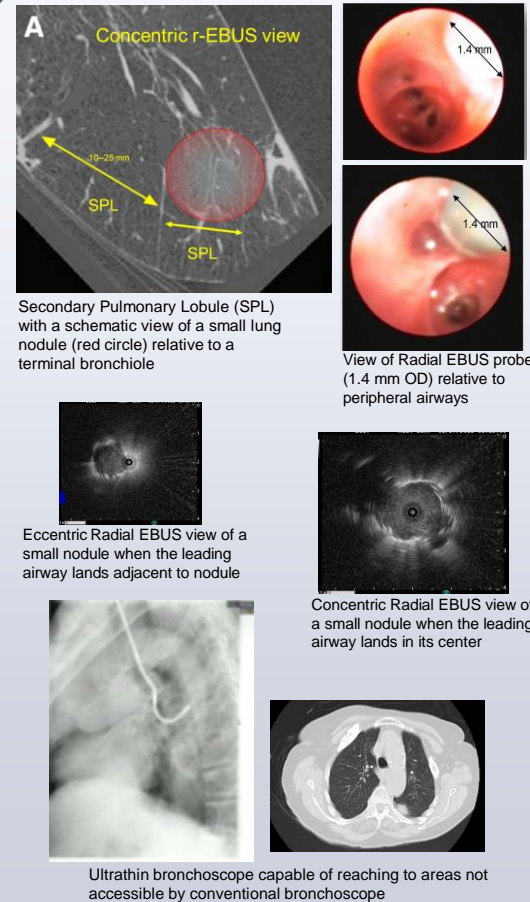 A
Concentric r-EBUS view
10–25 mm
SPL
SPL
Secondary Pulmonary Lobule (SPL)
with a schematic view of a small lung
nodule (red circle) relative to a
terminal bronchiole
1.4 mm
1.4 mm
View of Radial EBUS probe
(1.4 mm OD) relative to
peripheral airways
Eccentric Radial EBUS view of a
small nodule when the leading
airway lands adjacent to nodule
Concentric Radial EBUS view of
a small nodule when the leading
airway lands in its center
Ultrathin bronchoscope capable of reaching to areas not
accessible by conventional bronchoscope